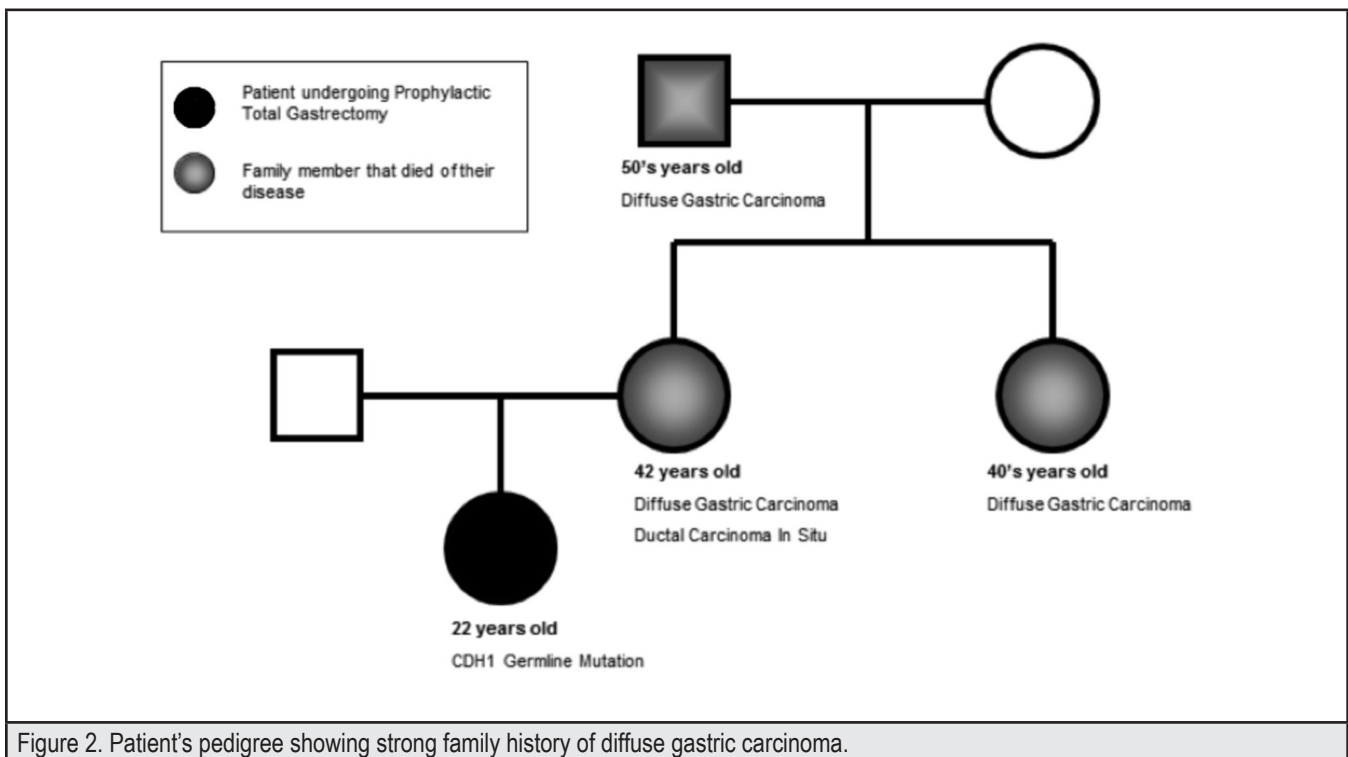 Patient undergoing Prophylactic
Total Gastrectomy
Family member that died of their
disease
50's years old
Diffuse Gastric Carcinoma
42 years old
Diffuse Gastric Carcinoma
Ductal Carcinoma In Situ
40's years old
Diffuse Gastric Carcinoma
22 years old
CDH1 Germline Mutation
Figure 2. Patient's pedigree showing strong family history of diffuse gastric carcinoma.